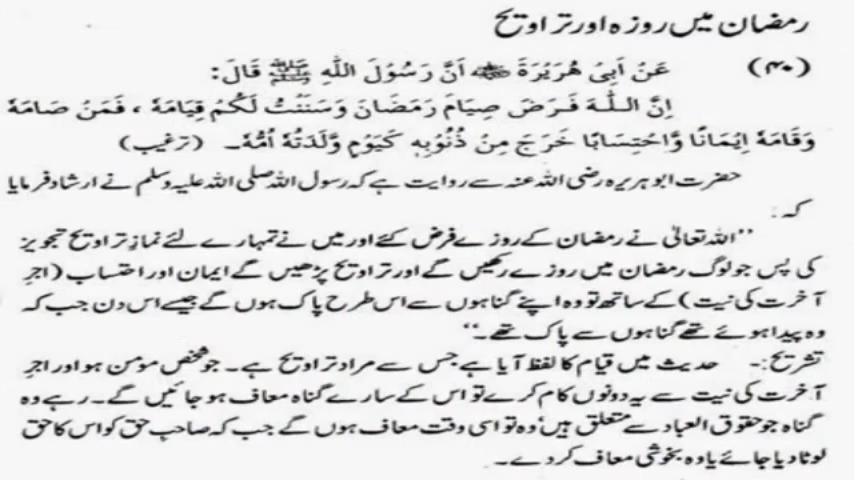 رمضان میں روزہ اور تراویح
(۴۰) عَنْ اَبِیْ هُرَیْرَةَ ﷛ اَنَّ رَسُوْلَ اللّٰهِ ﷺ قَالَ:
اِنَّ اللّٰهَ فَرَضَ صِیَامَ رَمَضَانَ وَسَنَنْتُ لَکُمْ قِیَامَهٗ ، فَمَنْ صَامَهٗ
وَقَامَهٗ اِیْمَانًا وَّاحْتِسَابًا خَرَجَ مِنْ ذُنُوْبِهٖ کَیَوْمٍ وَّلَدَتْهُ اُمُّهٗ۔ (ترغیب)
حضرت ابو ہریرہ رضی اللہ عنہ سے روایت ہے کہ رسول اللہ صلی اللہ علیہ وسلم نے ارشاد فرمایا
کہ:
”اللہ تعالیٰ نے رمضان کے روزے فرض کئے اور میں نے تمہارے لئے نماز تراویح تجویز
کی پس جو لوگ رمضان میں روزے رکھیں گے اور تراویح پڑھیں گے ایمان اور احتساب (اجرِ
آخرت کی نیت) کے ساتھ تو وہ اپنے گناہوں سے اس طرح پاک ہوں گے جیسے اس دن جب کہ
وہ پیدا ہوئے تھے گناہوں سے پاک تھے۔“
تشریح:- حدیث میں قیام کا لفظ آیا ہے جس سے مراد تراویح ہے۔ جو شخص مؤمن ہو اور اجرِ
آخرت کی نیت سے یہ دونوں کام کرے تو اس کے سارے گناہ معاف ہو جائیں گے۔ رہے وہ
گناہ جو حقوق العباد سے متعلق ہیں، وہ تو اسی وقت معاف ہوں گے جب کہ صاحب حق کو اس کا حق
لوٹا دیا جائے یا وہ بخوشی معاف کر دے۔